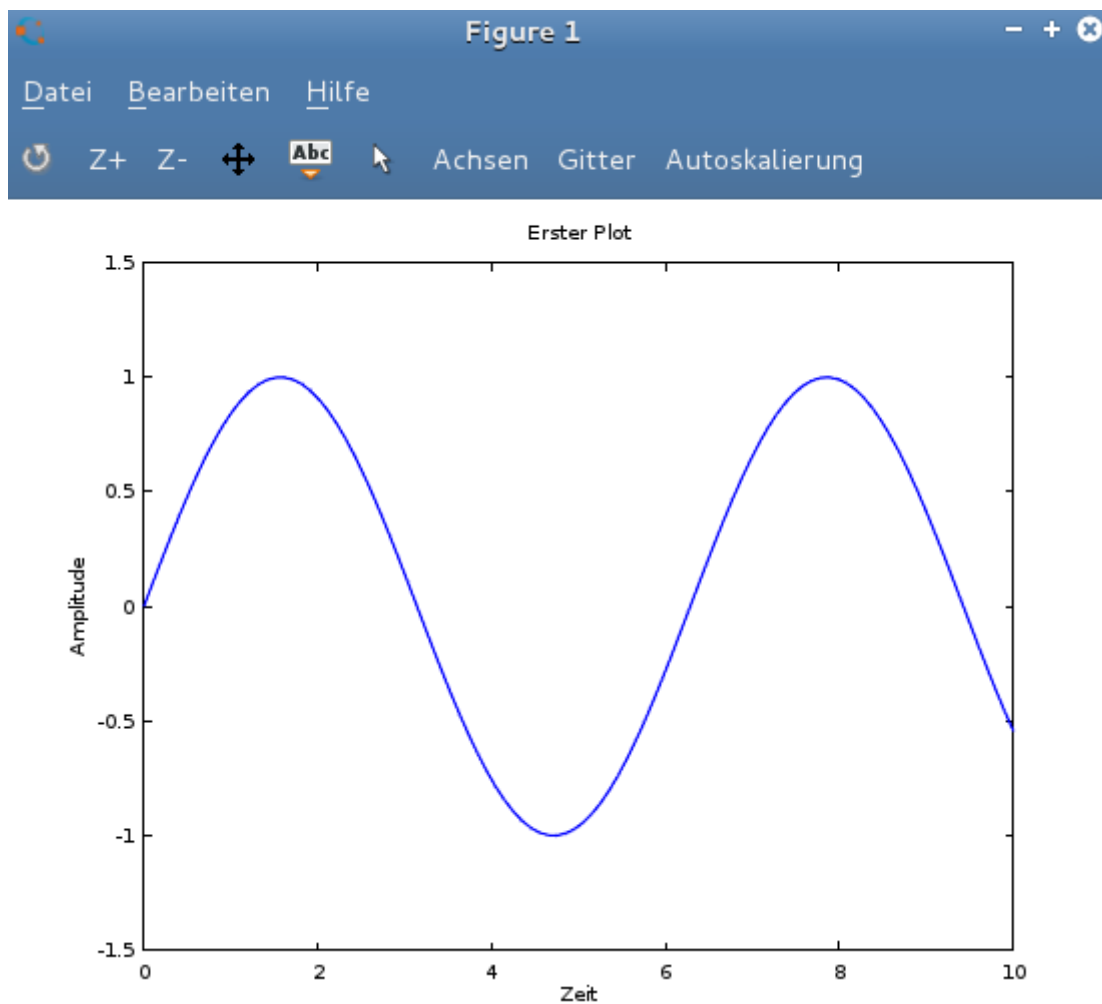 Figure 1
Datei Bearbeiten Hilfe
Z+ Z- Abc Achsen Gitter Autoskalierung
Erster Plot
1.5
1
0.5
0
-0.5
-1
-1.5
Amplitude
0 2 4 6 8 10
Zeit